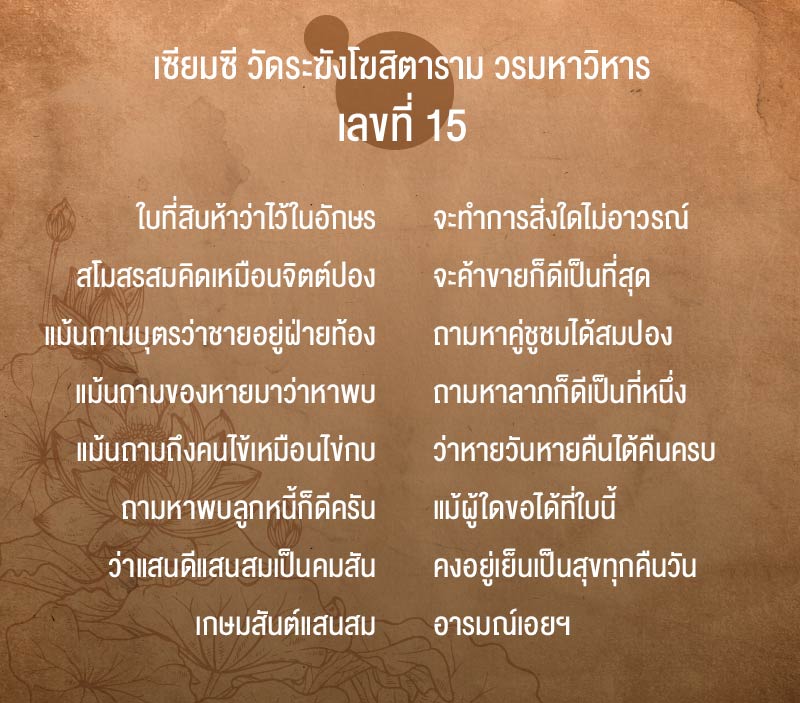 เซียมซี วัดระฆังโฆสิตาราม วรมหาวิหาร
เลขที่ 15
ใบที่สิบห้าว่าไว้ในอักษร จะทำการสิ่งใดไม่อาวรณ์
สโมสรสมคิดเหมือนจิตต์ปอง จะค้าขายก็ดีเป็นที่สุด
แม้นถามบุตรว่าชายอยู่ฝ่ายท้อง ถามหาคู่ชูชมได้สมปอง
แม้นถามของหายมาว่าหาพบ ถามหาลาภก็ดีเป็นที่หนึ่ง
แม้นถามถึงคนไข้เหมือนไข่กบ ว่าหายวันหายคืนได้คืนครบ
ถามหาพบลูกหนี้ก็ดีครัน แม้ผู้ใดขอได้ที่ใบนี้
ว่าแสนดีแสนสมเป็นคมสัน คงอยู่เย็นเป็นสุขทุกคืนวัน
เกษมสันต์แสนสม อารมณ์เอยฯ